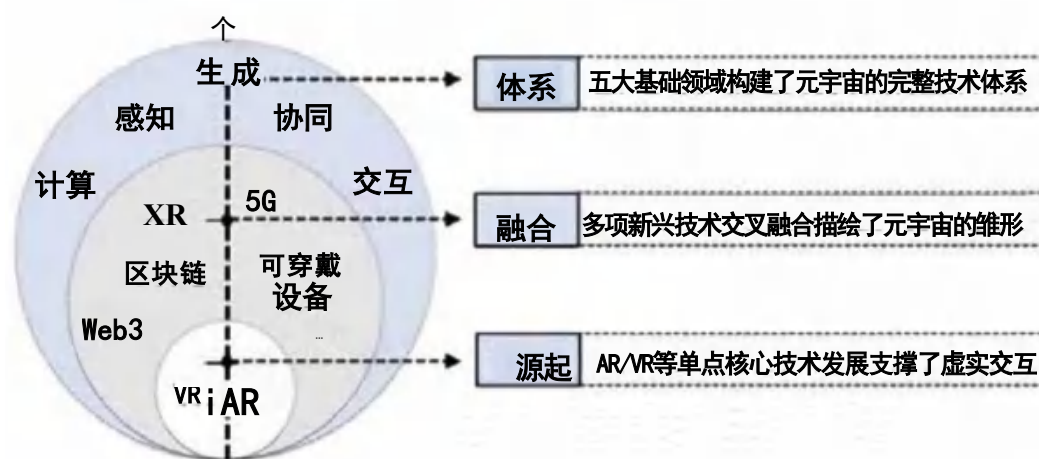 个
生成
感知 协同
计算 交互
XR 5G
区块链 可穿戴
设备
Web3 ...
VR iAR
体系 五大基础领域构建了元宇宙的完整技术体系
融合 多项新兴技术交叉融合描绘了元宇宙的雏形
源起 AR/VR等单点核心技术发展支撑了虚实交互